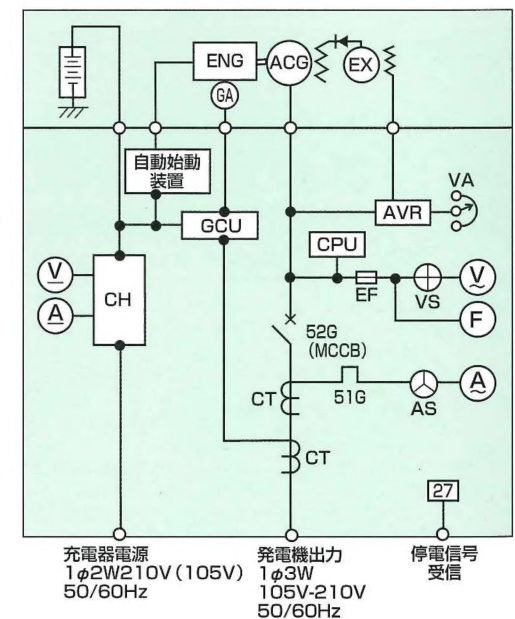 ENG
ACG
EX
GA
自動始動
装置
VA
GCU
AVR
CPU
V
CH
EF
VS
V
A
F
52G
(MCCB)
CT
51G
AS
A
CT
27
充電器電源
1φ2W210V(105V)
50/60Hz
発電機出力
1φ3W
105V-210V
50/60Hz
停電信号
受信